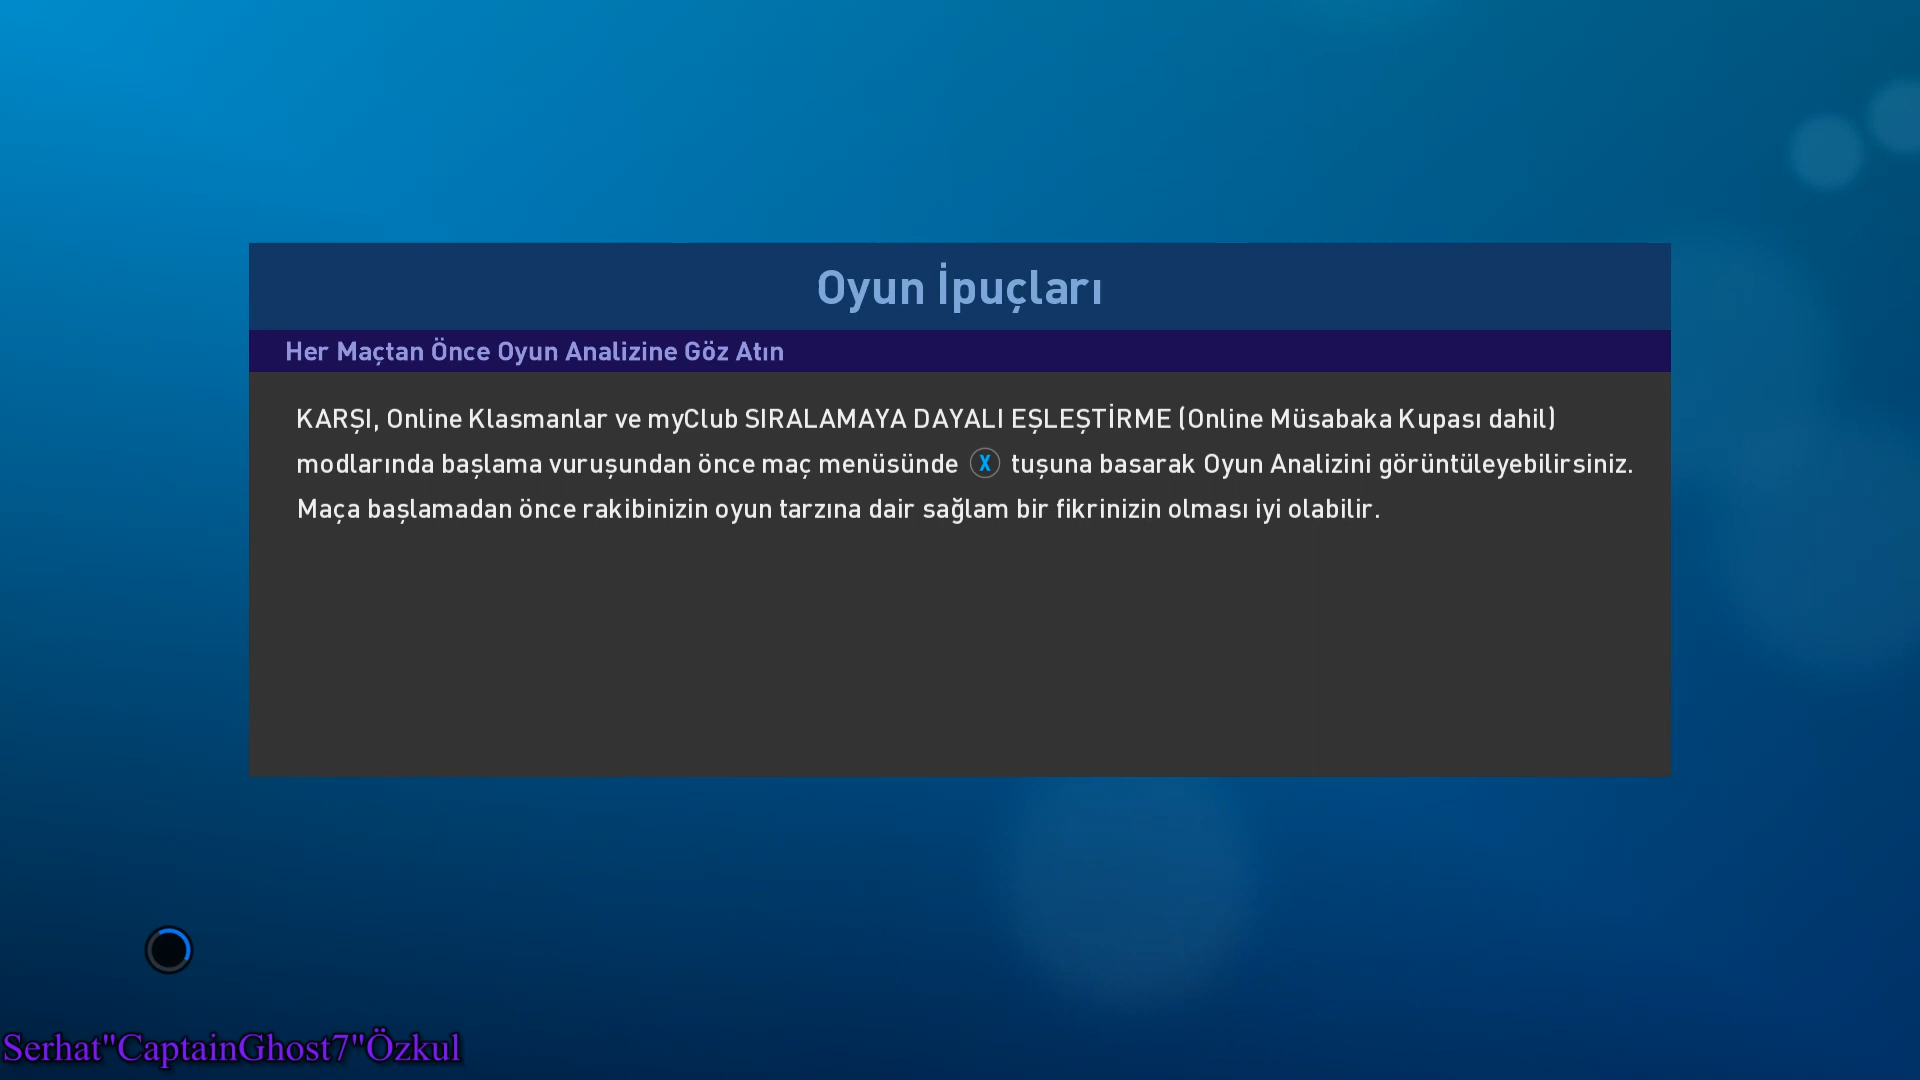 Oyun İpuçları
Her Maçtan Önce Oyun Analizine Göz Atın
KARŞI, Online Klasmanlar ve myClub SIRALAMAYA DAYALI EŞLEŞTİRME (Online Müsabaka Kupası dahil)
modlarında başlama vuruşundan önce maç menüsünde X tuşuna basarak Oyun Analizini görüntüleyebilirsiniz.
Maça başlamadan önce rakibinizin oyun tarzına dair sağlam bir fikrinizin olması iyi olabilir.
Serhat"CaptainGhost7"Özkul